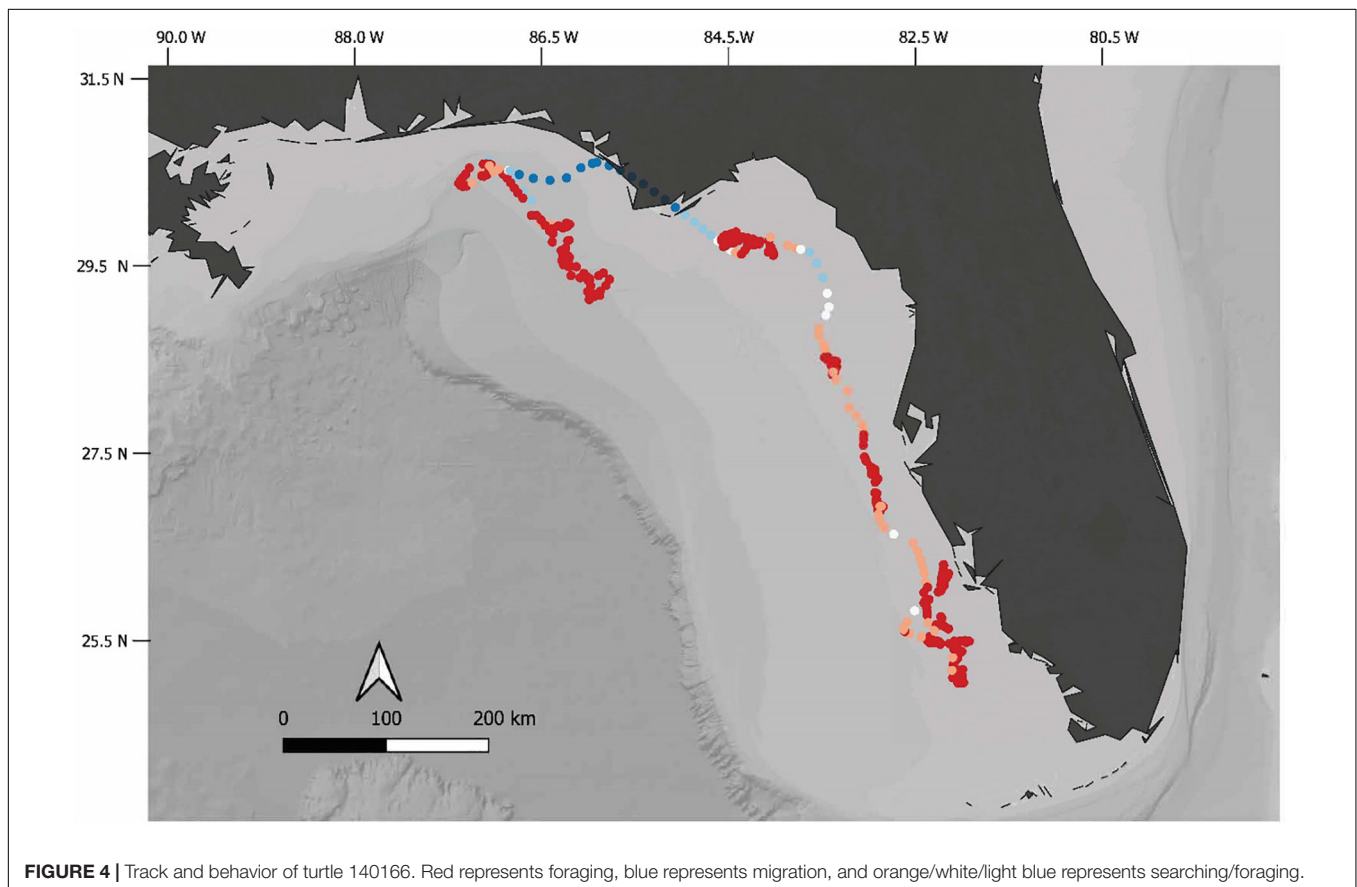 90.0 W 88.0 W 86.5 W 84.5 W 82.5 W 80.5 W
31.5 N
29.5 N
27.5 N
25.5 N
0 100 200 km
FIGURE 4 | Track and behavior of turtle 140166. Red represents foraging, blue represents migration, and orange/white/light blue represents searching/foraging.